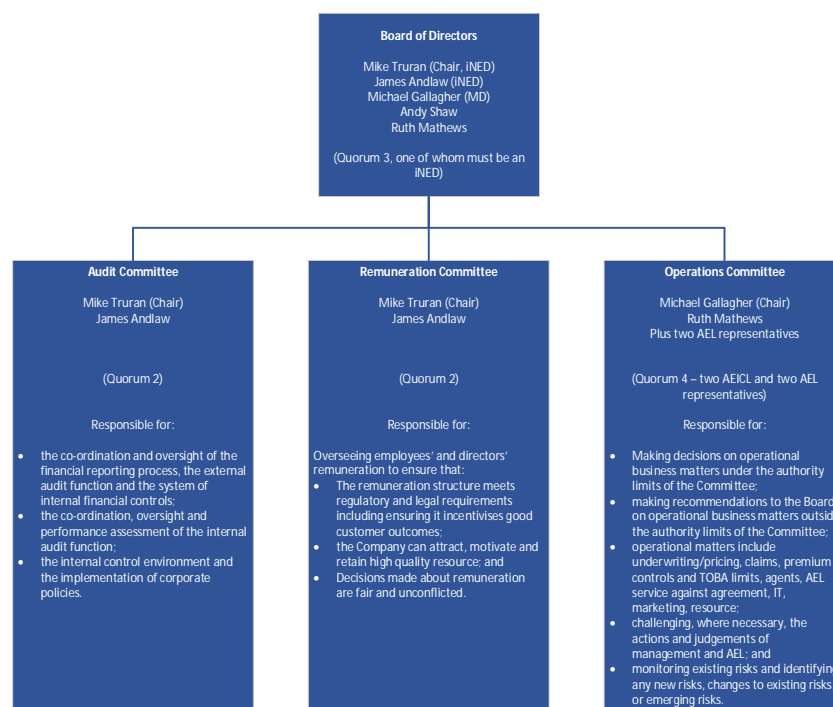 Board of Directors
Mike Truran (Chair, iNED)
James Andlaw (iNED)
Michael Gallagher (MD)
Andy Shaw
Ruth Mathews
(Quorum 3, one of whom must be an
iNED)
Audit Committee
Mike Truran (Chair)
James Andlaw
(Quorum 2)
Responsible for:
• the co-ordination and oversight of the
financial reporting process, the external
audit function and the system of
internal financial controls;
• the co-ordination, oversight and
performance assessment of the internal
audit function;
• the internal control environment and
the implementation of corporate
policies.
Remuneration Committee
Mike Truran (Chair)
James Andlaw
(Quorum 2)
Responsible for:
Overseeing employees' and directors'
remuneration to ensure that:
• The remuneration structure meets
regulatory and legal requirements
including ensuring it incentivises good
customer outcomes;
• the Company can attract, motivate and
retain high quality resource; and
• Decisions made about remuneration
are fair and unconflicted.
Operations Committee
Michael Gallagher (Chair)
Ruth Mathews
Plus two AEL representatives
(Quorum 4 – two AEICL and two AEL
representatives)
Responsible for:
• Making decisions on operational
business matters under the authority
limits of the Committee;
• making recommendations to the Board
on operational business matters outsid
the authority limits of the Committee;
• operational matters include
underwriting/pricing, claims, premium
controls and TOBA limits, agents, AEL
service against agreement, IT,
marketing, resource;
• challenging, where necessary, the
actions and judgements of
management and AEL; and
• monitoring existing risks and identifyin
any new risks, changes to existing risks
or emerging risks.